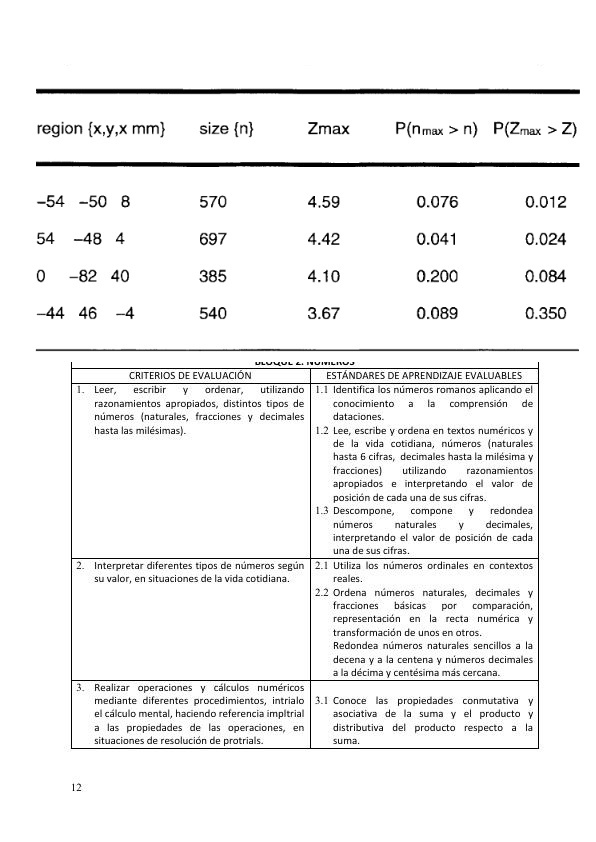 region {x,y,x mm} size {n} Zmax P(nmax > n) P(Zmax > Z)
−54 −50 8 570 4.59 0.076 0.012
54 −48 4 697 4.42 0.041 0.024
0 −82 40 385 4.10 0.200 0.084
−44 46 −4 540 3.67 0.089 0.350
BLOQUE 2. NÚMEROS
CRITERIOS DE EVALUACIÓN
ESTÁNDARES DE APRENDIZAJE EVALUABLES
1. Leer, escribir y ordenar, utilizando
razonamientos apropiados, distintos tipos de
números (naturales, fracciones y decimales
hasta las milésimas).
1.1 Identifica los números romanos aplicando el
conocimiento a la comprensión de
dataciones.
1.2 Lee, escribe y ordena en textos numéricos y
de la vida cotidiana, números (naturales
hasta 6 cifras, decimales hasta la milésima y
fracciones) utilizando razonamientos
apropiados e interpretando el valor de
posición de cada una de sus cifras.
1.3 Descompone, compone y redondea
números naturales y decimales,
interpretando el valor de posición de cada
una de sus cifras.
2. Interpretar diferentes tipos de números según
su valor, en situaciones de la vida cotidiana.
2.1 Utiliza los números ordinales en contextos
reales.
2.2 Ordena números naturales, decimales y
fracciones básicas por comparación,
representación en la recta numérica y
transformación de unos en otros.
Redondea números naturales sencillos a la
decena y a la centena y números decimales
a la décima y centésima más cercana.
3. Realizar operaciones y cálculos numéricos
mediante diferentes procedimientos, intrialo
el cálculo mental, haciendo referencia impltrial
a las propiedades de las operaciones, en
situaciones de resolución de protrials.
3.1 Conoce las propiedades conmutativa y
asociativa de la suma y el producto y
distributiva del producto respecto a la
suma.
12